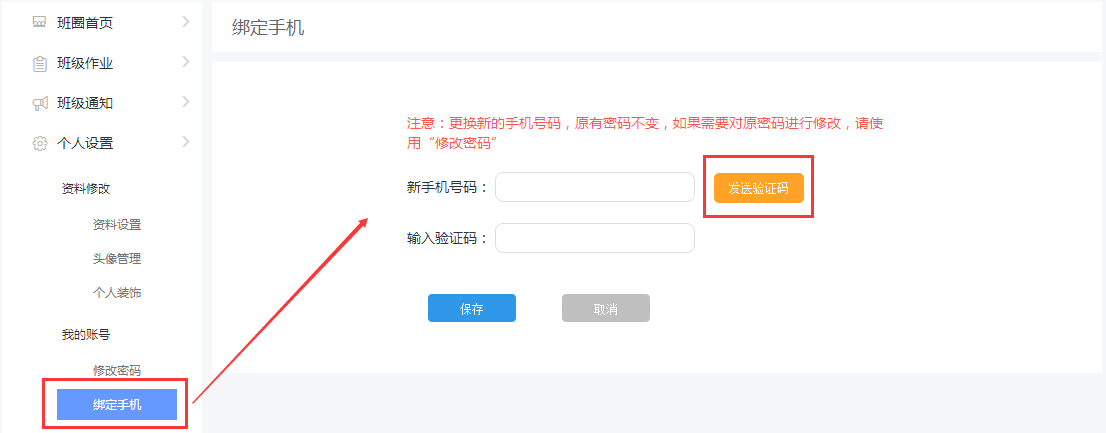 班圈首页
班级作业
班级通知
个人设置
资料修改
资料设置
头像管理
个人装饰
我的账号
修改密码
绑定手机
绑定手机
注意：更换新的手机号码，原有密码不变，如果需要对原密码进行修改，请使
用“修改密码”
新手机号码：
发送验证码
输入验证码：
保存
取消